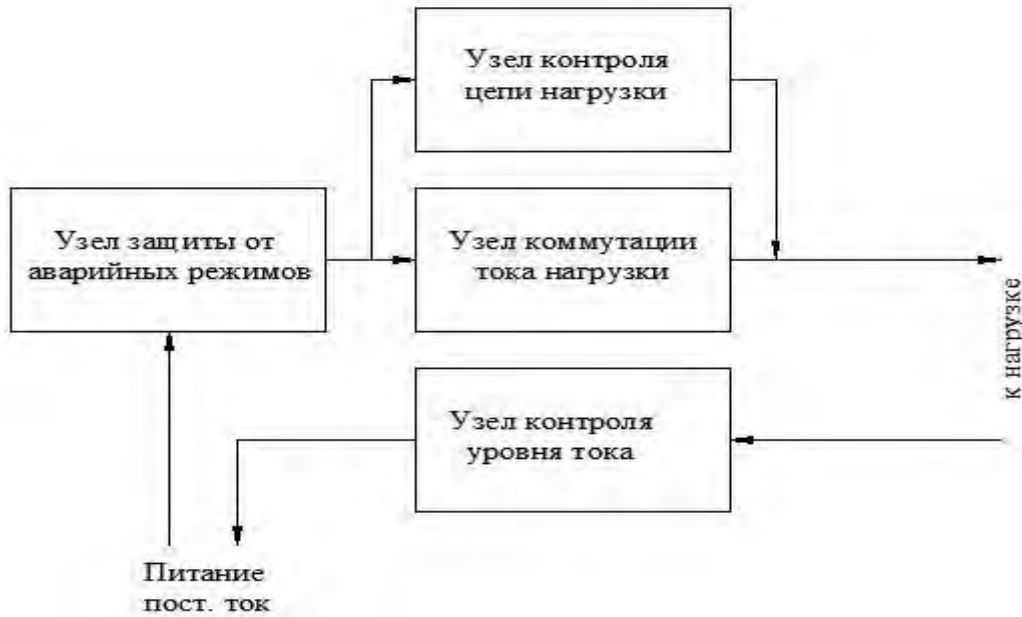 Узел контроля
цепи нагрузки
Узел защиты от
аварийных режимов
Узел коммутации
тока нагрузки
к нагрузке
Узел контроля
уровня тока
Питание
пост. ток